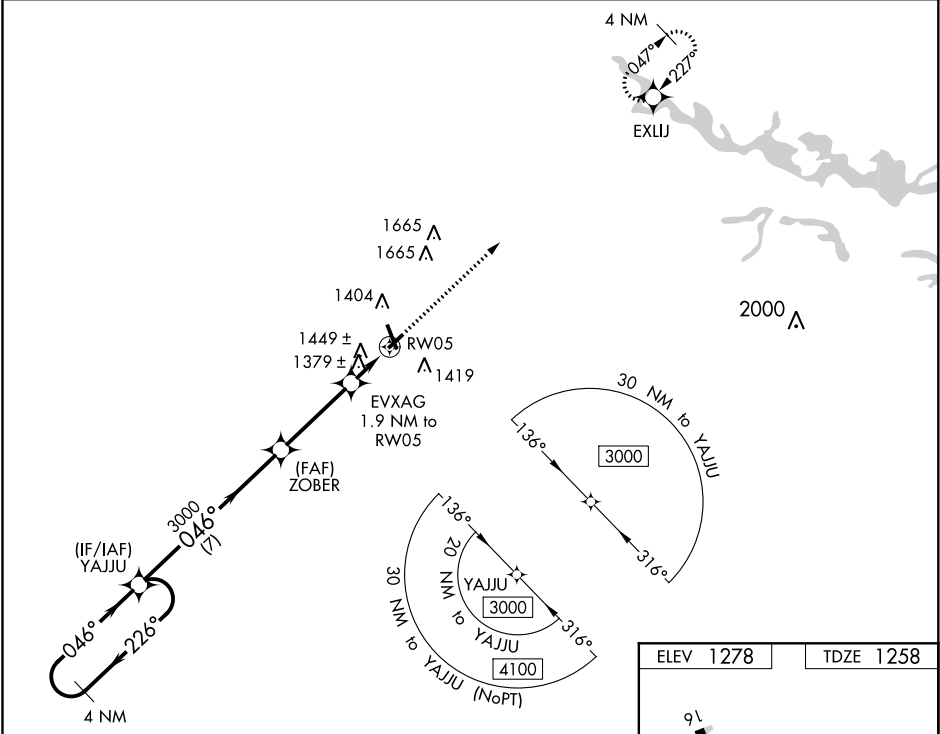 4 NM
047°
227°
EXLIJ
1665
1665
1404
2000
1449 ±
RW05
1379 ±
1419
EVXAG
1.9 NM to
RW05
30 NM to YAJJU
136°
3000
316°
(FAF)
ZOBER
3000
046°
(7)
(IF/IAF)
YAJJU
046°
226°
4 NM
136°
20 NM to YAJJU
YAJJU
3000
316°
30 NM to YAJJU (NoPT)
4100
ELEV 1278
TDZE 1258
16